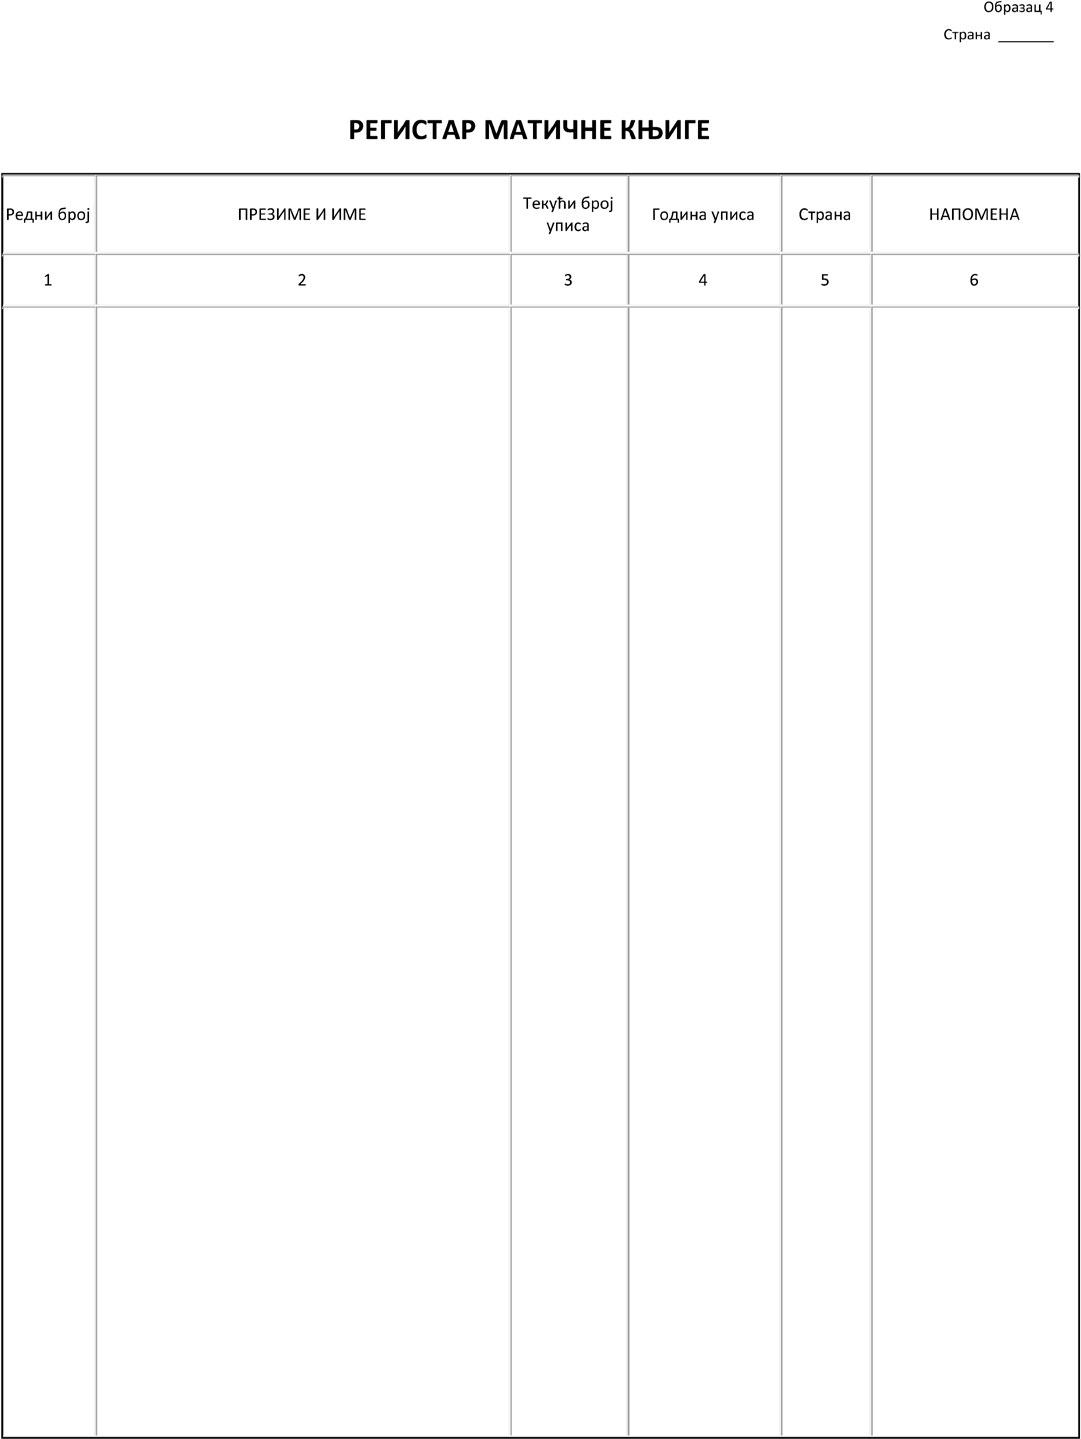 Образац 4
Страна _______
РЕГИСТАР МАТИЧНЕ КЊИГЕ
Редни број ПРЕЗИМЕ И ИМЕ Текући број уписа Година уписа Страна НАПОМЕНА
1 2 3 4 5 6